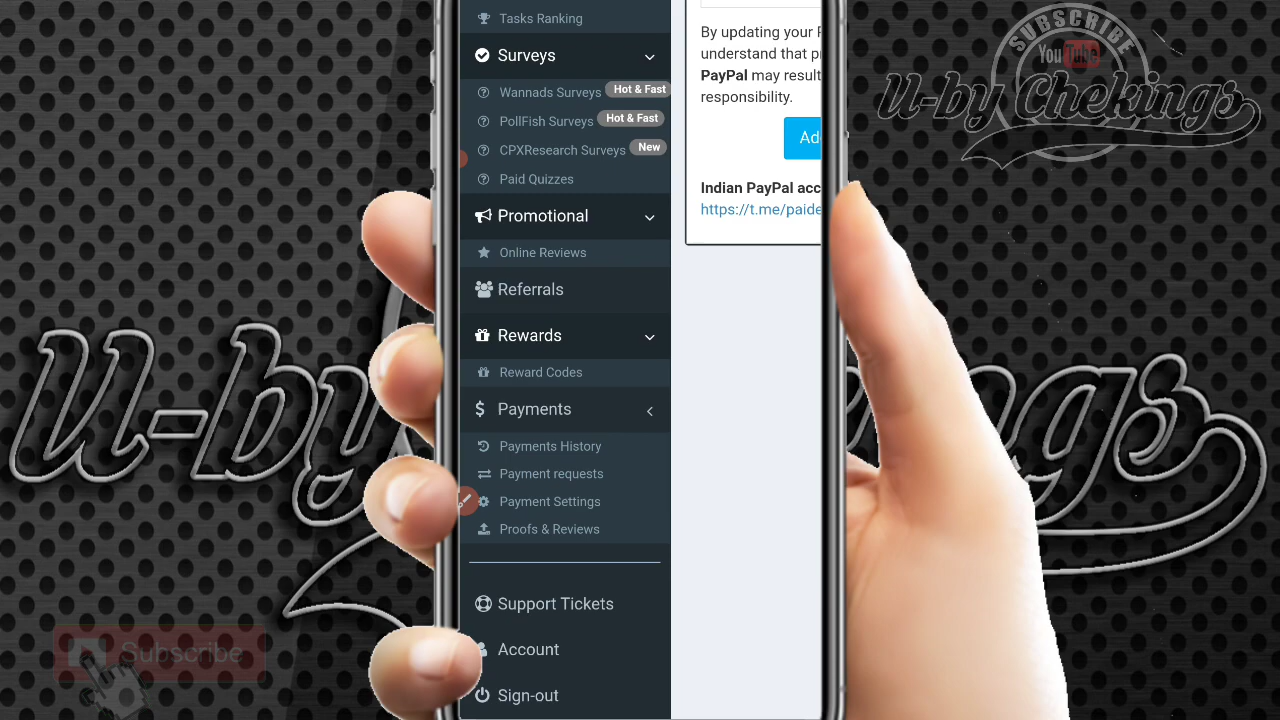 Tasks Ranking
Surveys
Wannads Surveys Hot & Fast
PollFish Surveys Hot & Fast
CPXResearch Surveys New
Paid Quizzes
Promotional
Online Reviews
Referrals
Rewards
Reward Codes
Payments
Payments History
Payment requests
Payment Settings
Proofs & Reviews
Support Tickets
Account
Sign-out
By updating your
understand that
PayPal may result
responsibility.
Indian PayPal
https://t.me/paide
SUBSCRIBE
YouTube
U-by Chekings
U-by
Subscribe